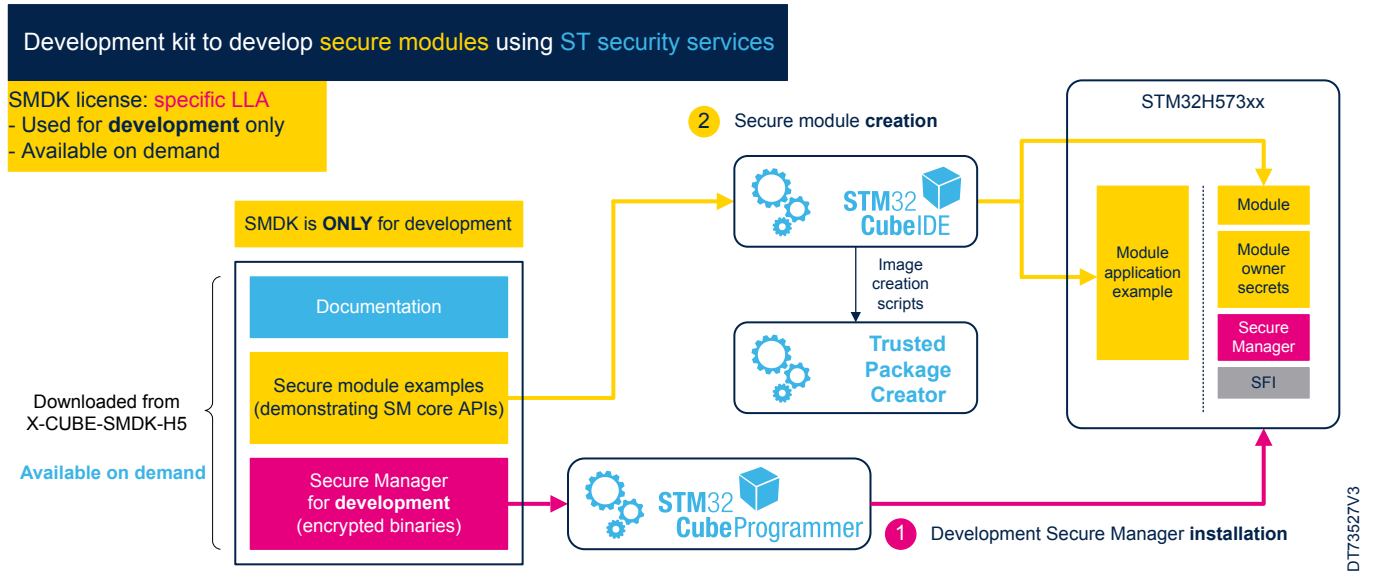 Development kit to develop secure modules using ST security services
SMDK license: specific LLA
- Used for development only
- Available on demand
SMDK is ONLY for development
Documentation
Secure module examples
(demonstrating SM core APIs)
Secure Manager
for development
(encrypted binaries)
Downloaded from
X-CUBE-SMDK-H5
Available on demand
2 Secure module creation
STM32
CubeIDE
Image
creation
scripts
Trusted
Package
Creator
STM32
CubeProgrammer
1 Development Secure Manager installation
STM32H573xx
Module
application
example
Module
Module
owner
secrets
Secure
Manager
SFI
DT73527V3